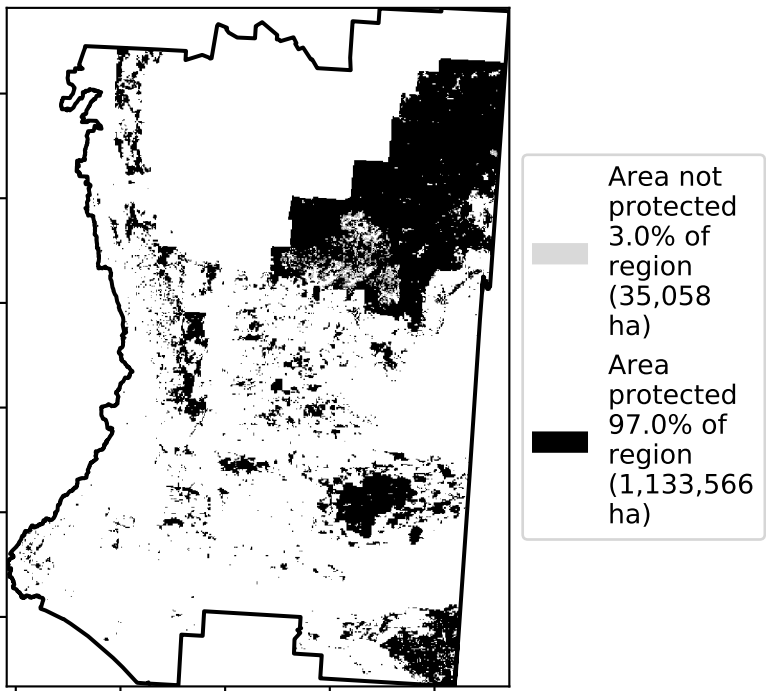 Area not
protected
3.0% of
region
(35,058
ha)
Area
protected
97.0% of
region
(1,133,566
ha)